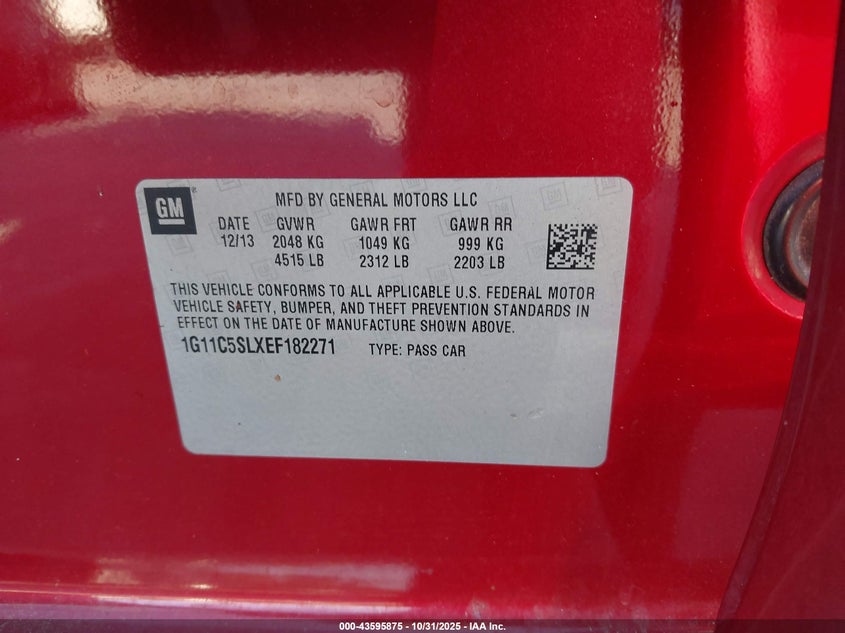 GM
MFD BY GENERAL MOTORS LLC
DATE GVWR GAWR FRT GAWR RR
12/13 2048 KG 1049 KG 999 KG
4515 LB 2312 LB 2203 LB
THIS VEHICLE CONFORMS TO ALL APPLICABLE U.S. FEDERAL MOTOR
VEHICLE SAFETY, BUMPER, AND THEFT PREVENTION STANDARDS IN
EFFECT ON THE DATE OF MANUFACTURE SHOWN ABOVE.
1G11C5SLXEF182271 TYPE: PASS CAR
000-43595875 - 10/31/2025 - IAA Inc.